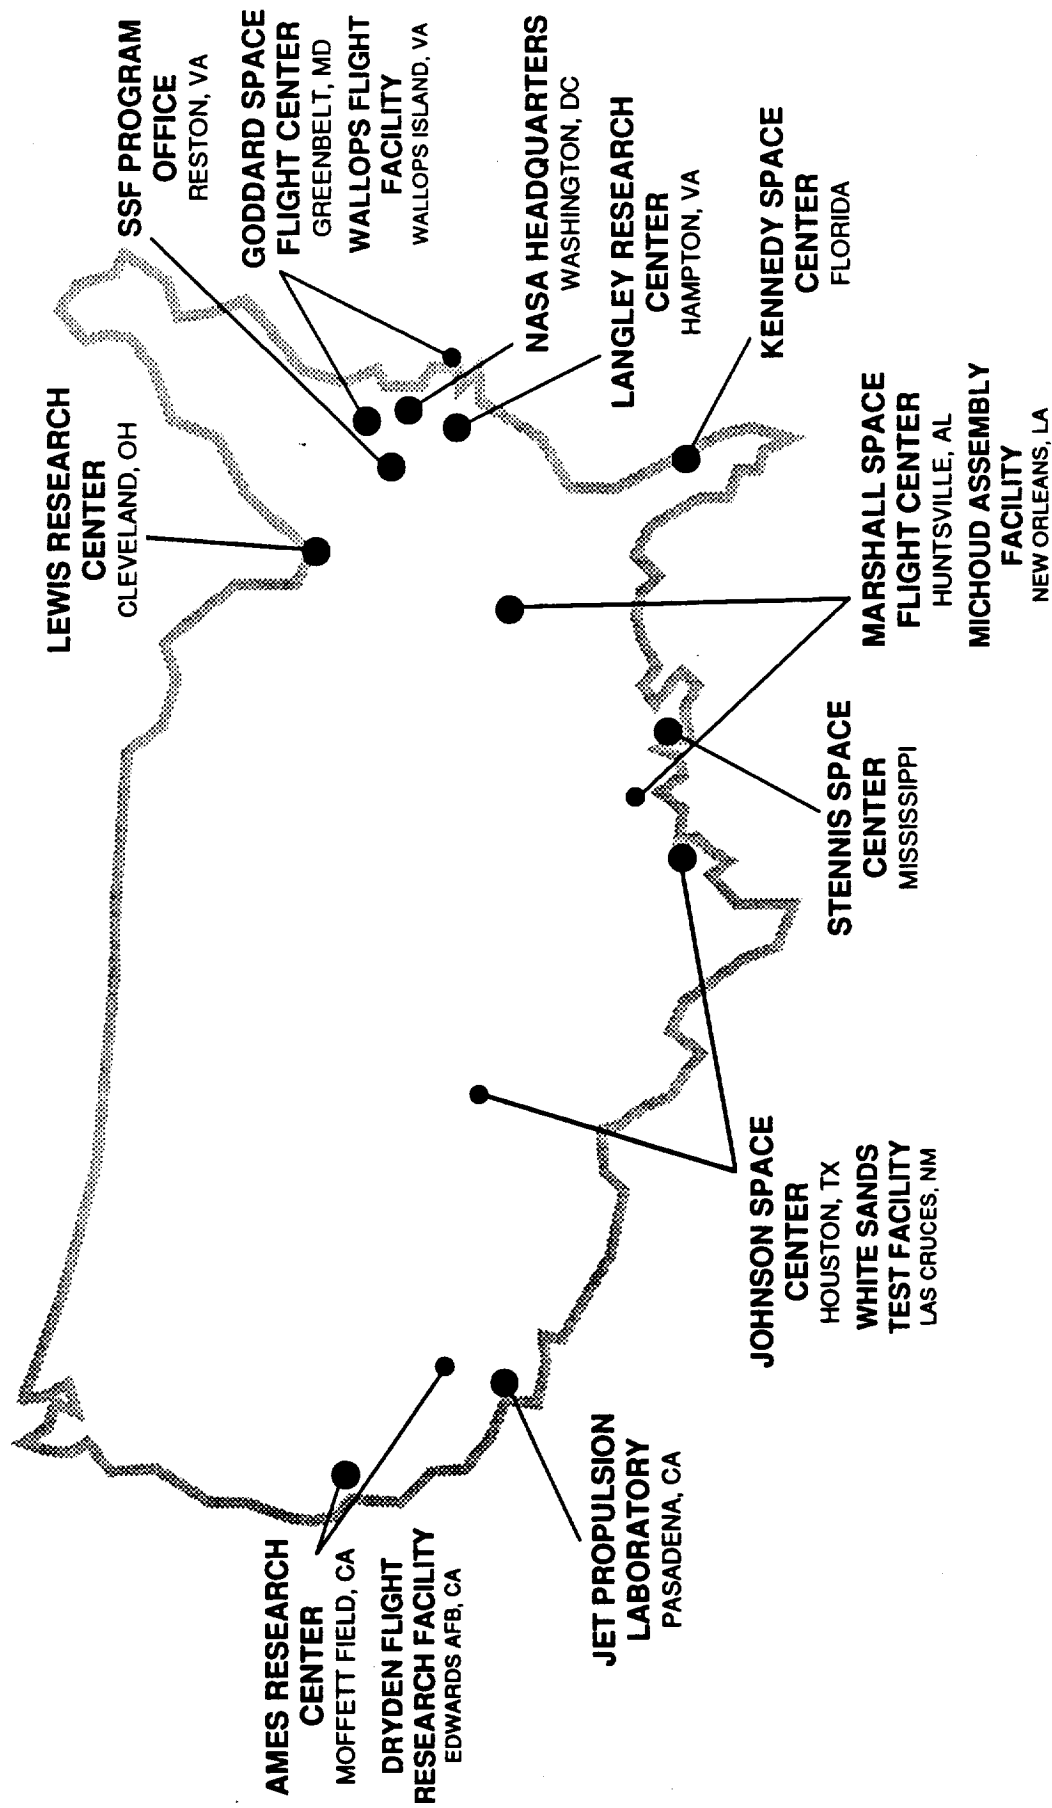 LEWIS RESEARCH
CENTER
CLEVELAND, OH
SSF PROGRAM
OFFICE
RESTON, VA
GODDARD SPACE
FLIGHT CENTER
GREENBELT, MD
WALLOPS FLIGHT
FACILITY
WALLOPS ISLAND, VA
NASA HEADQUARTERS
WASHINGTON, DC
LANGLEY RESEARCH
CENTER
HAMPTON, VA
KENNEDY SPACE
CENTER
FLORIDA
MARSHALL SPACE
FLIGHT CENTER
HUNTSVILLE, AL
MICHOUD ASSEMBLY
FACILITY
NEW ORLEANS, LA
STENNIS SPACE
CENTER
MISSISSIPPI
JOHNSON SPACE
CENTER
HOUSTON, TX
WHITE SANDS
TEST FACILITY
LAS CRUCES, NM
JET PROPULSION
LABORATORY
PASADENA, CA
AMES RESEARCH
CENTER
MOFFETT FIELD, CA
DRYDEN FLIGHT
RESEARCH FACILITY
EDWARDS AFB, CA